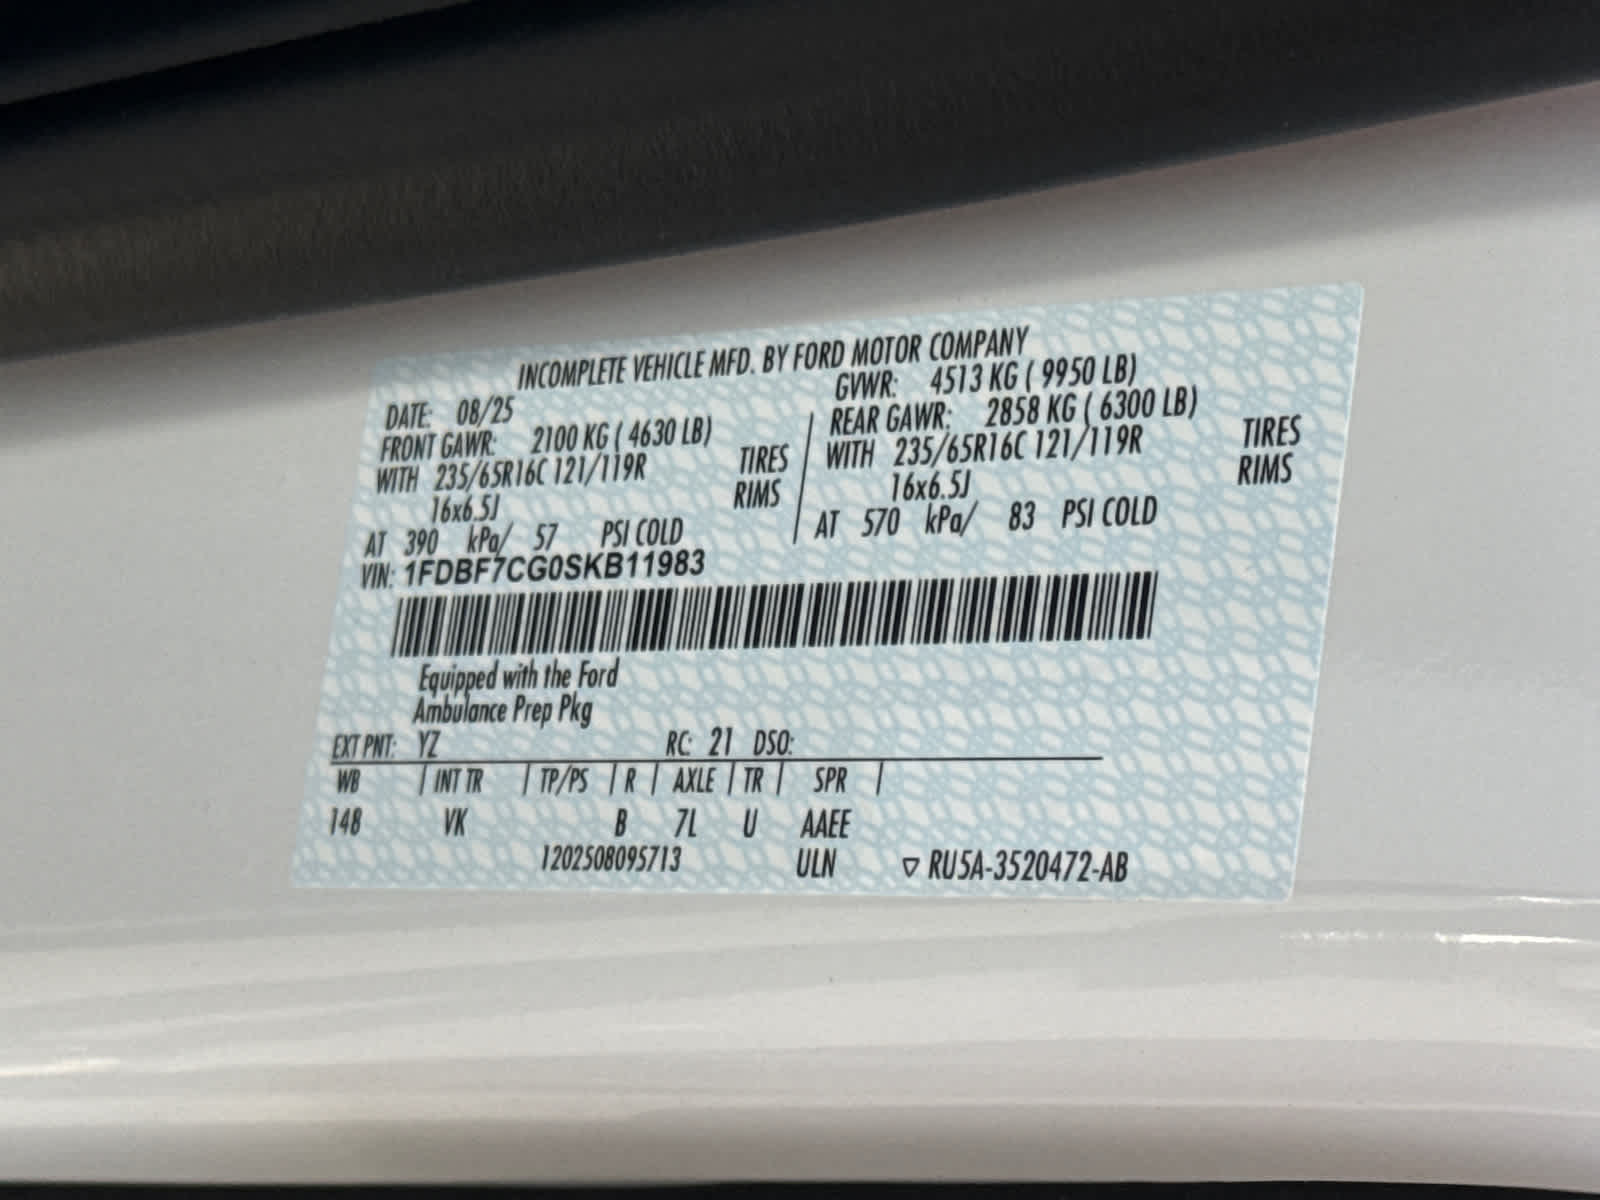 INCOMPLETE VEHICLE MFD. BY FORD MOTOR COMPANY
DATE: 08/25 GVWR: 4513 KG ( 9950 LB)
FRONT GAWR: 2100 KG ( 4630 LB) REAR GAWR: 2858 KG ( 6300 LB)
WITH 235/65R16C 121/119R TIRES WITH 235/65R16C 121/119R TIRES
16x6.5J RIMS 16x6.5J RIMS
AT 390 kPa/ 57 PSI COLD AT 570 kPa/ 83 PSI COLD
VIN: 1FDBF7CG0SKB11983
Equipped with the Ford
Ambulance Prep Pkg
EXT PNT: YZ RC: 21 DSO:
WB | INT TR | TP/PS | R | AXLE | TR | SPR |
148 VK B 7L U AAEE
1202508095713 ULN ▽ RU5A-3520472-AB